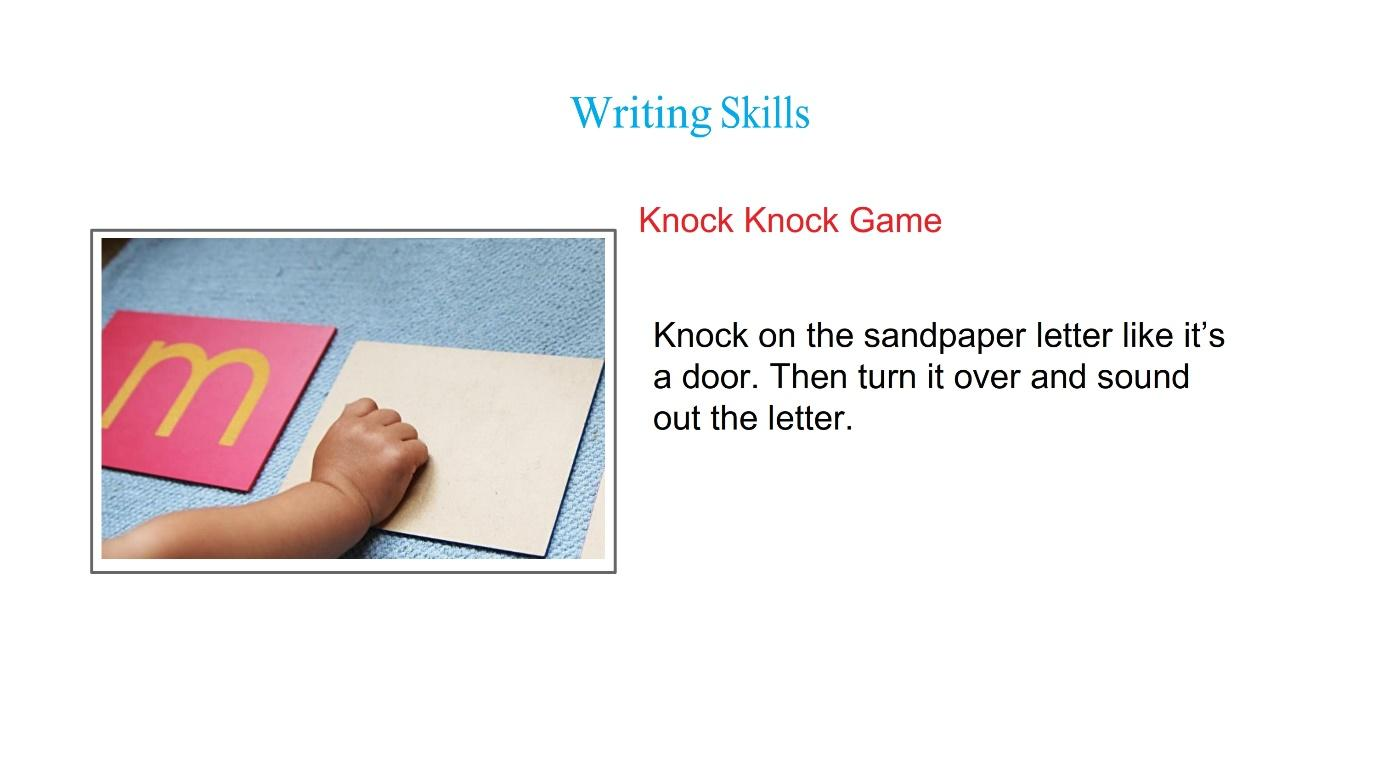 Writing Skills
Knock Knock Game
Knock on the sandpaper letter like it’s
a door. Then turn it over and sound
out the letter.
m